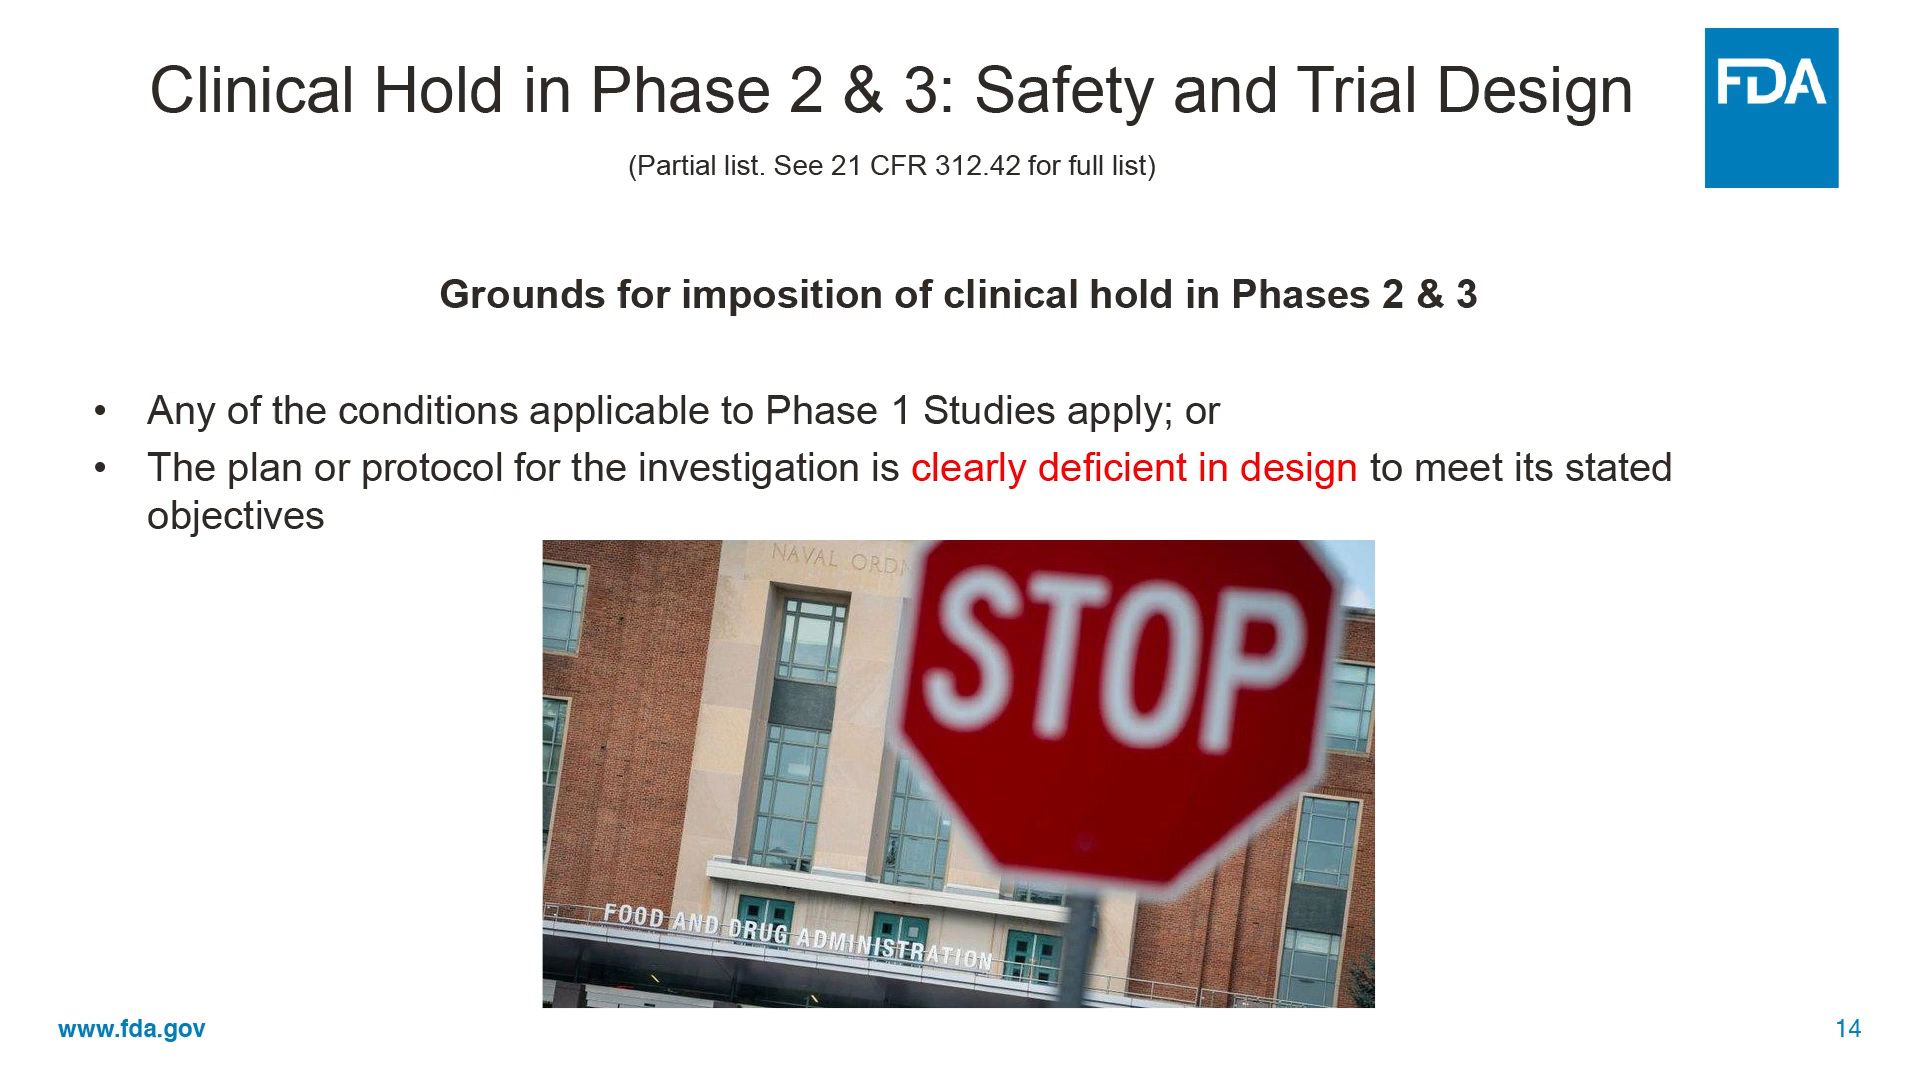 Clinical Hold in Phase 2 & 3: Safety and Trial Design
FDA
(Partial list. See 21 CFR 312.42 for full list)
Grounds for imposition of clinical hold in Phases 2 & 3
• Any of the conditions applicable to Phase 1 Studies apply; or
• The plan or protocol for the investigation is clearly deficient in design to meet its stated
objectives
NAVAL
STOP
FOOD AND DRUG ADMINISTRATION
www.fda.gov
14